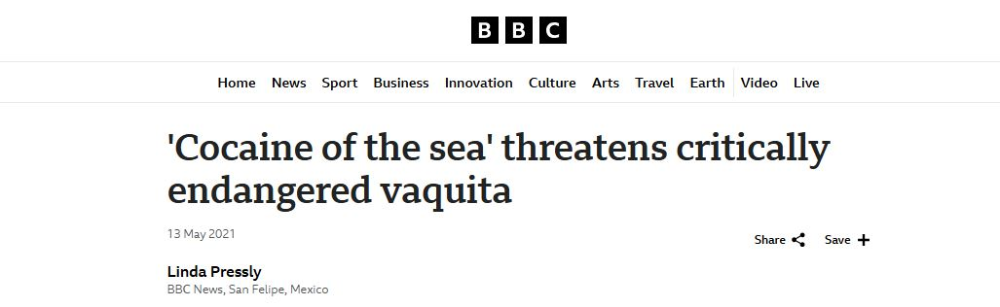 BBC
Home News Sport Business Innovation Culture Arts Travel Earth Video Live
'Cocaine of the sea' threatens critically
endangered vaquita
13 May 2021
Share Save
Linda Pressly
BBC News, San Felipe, Mexico